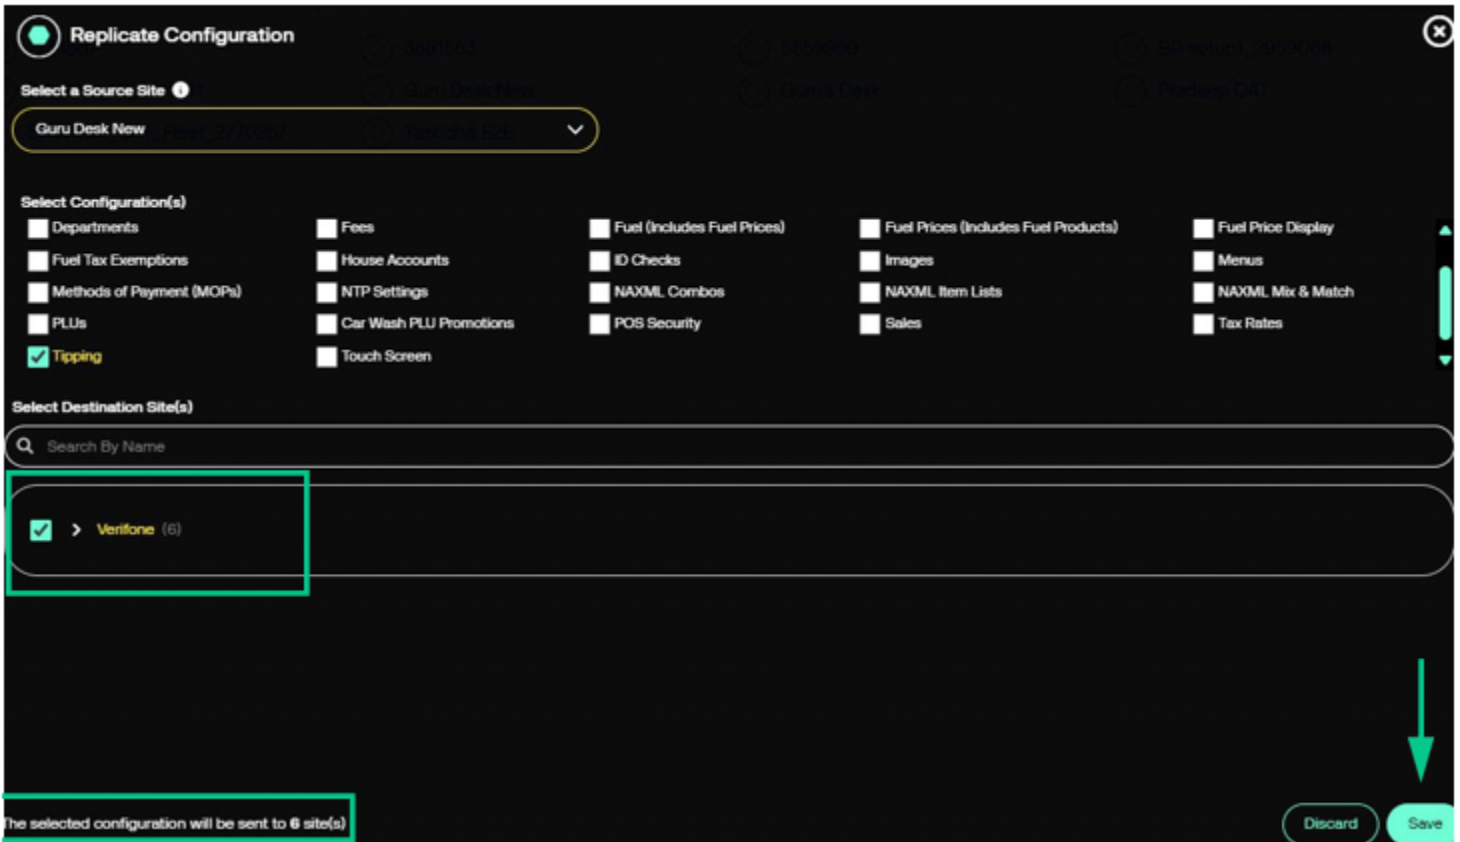 Replicate Configuration
Select a Source Site
Guru Desk New
Select Configuration(s)
Departments Fees Fuel (Includes Fuel Prices) Fuel Prices (Includes Fuel Products) Fuel Price Display
Fuel Tax Exemptions House Accounts ID Checks Images Menus
Methods of Payment (MOPs) NTP Settings NAXML Combos NAXML Item Lists NAXML Mix & Match
PLUs Car Wash PLU Promotions POS Security Sales Tax Rates
Tipping Touch Screen
Select Destination Site(s)
Search By Name
Verifone (6)
The selected configuration will be sent to 6 site(s)
Discard Save